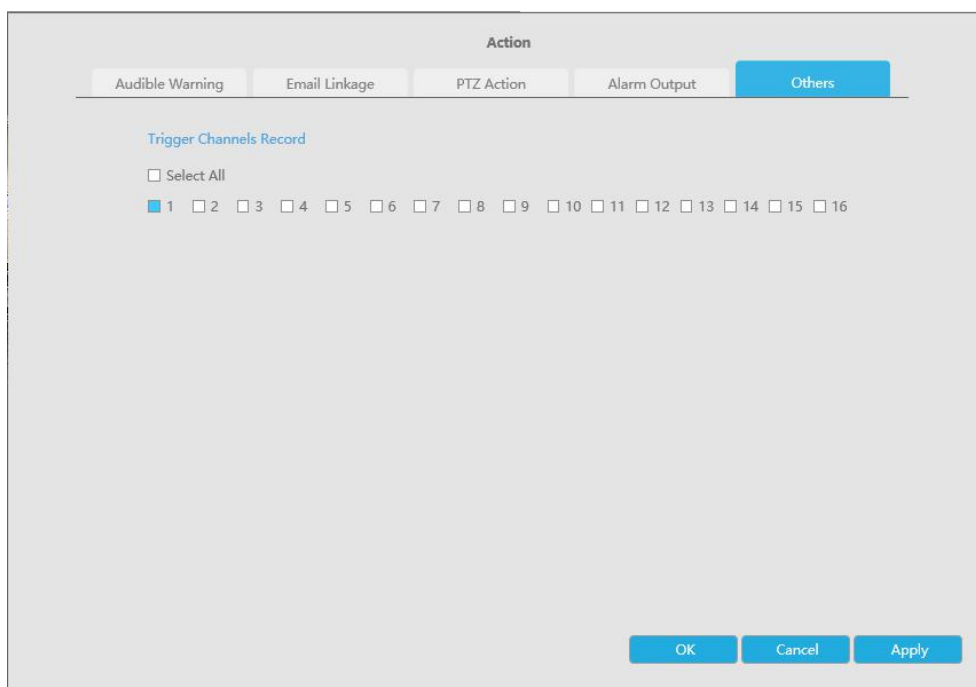 Action
Audible Warning Email Linkage PTZ Action Alarm Output Others
Trigger Channels Record
Select All
1 2 3 4 5 6 7 8 9 10 11 12 13 14 15 16
OK Cancel Apply